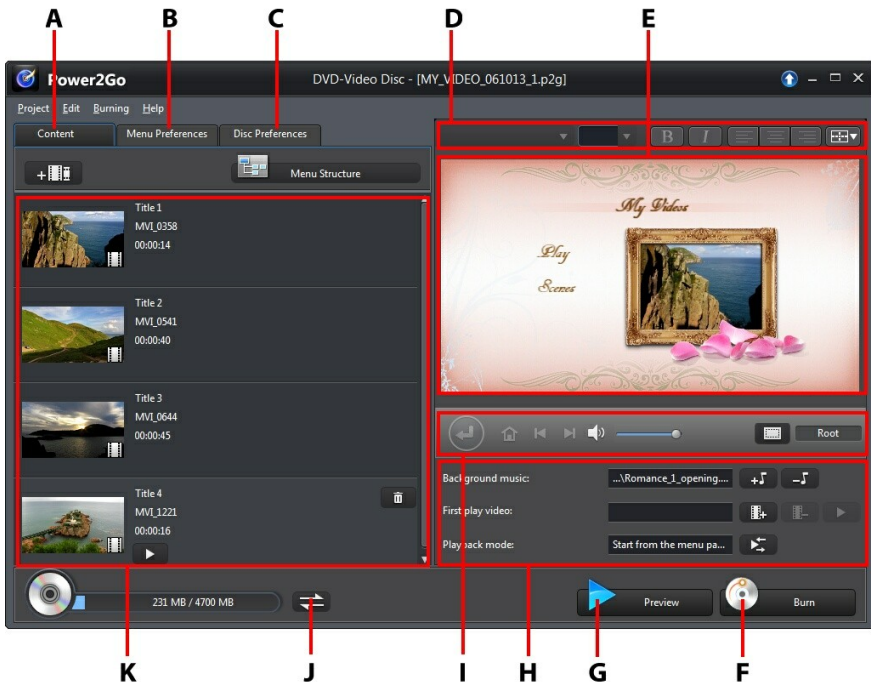 A B C D E
Power2Go DVD-Video Disc - [MY_VIDEO_061013_1.p2g]
Project Edit Burning Help
Content Menu Preferences Disc Preferences
B I
Menu Structure
Title 1
MVI_0358
00:00:14
Title 2
MVI_0541
00:00:40
Title 3
MVI_0644
00:00:45
Title 4
MVI_1221
00:00:16
My Videos
Play
Scenes
Root
Background music: ...\Romance_1_opening....
First play video:
Playback mode: Start from the menu pa...
231 MB / 4700 MB
Preview Burn
K J I H G F